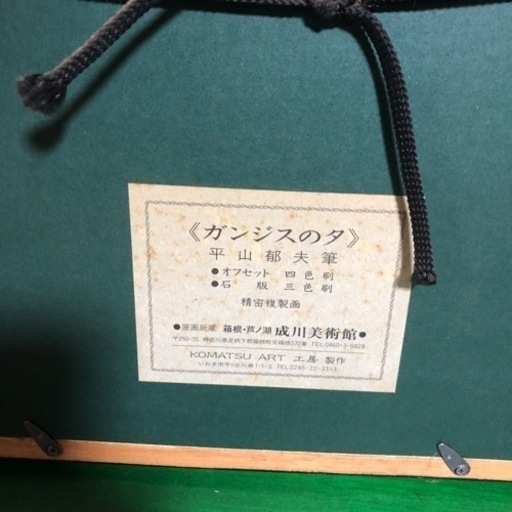 《ガンジスの夕》
平山郁夫筆
●オフセット 四色刷
●石版 三色刷
精密複製画
●原画所蔵 箱根・芦ノ湖 成川美術館●
KOMATSU ART 工房 製作